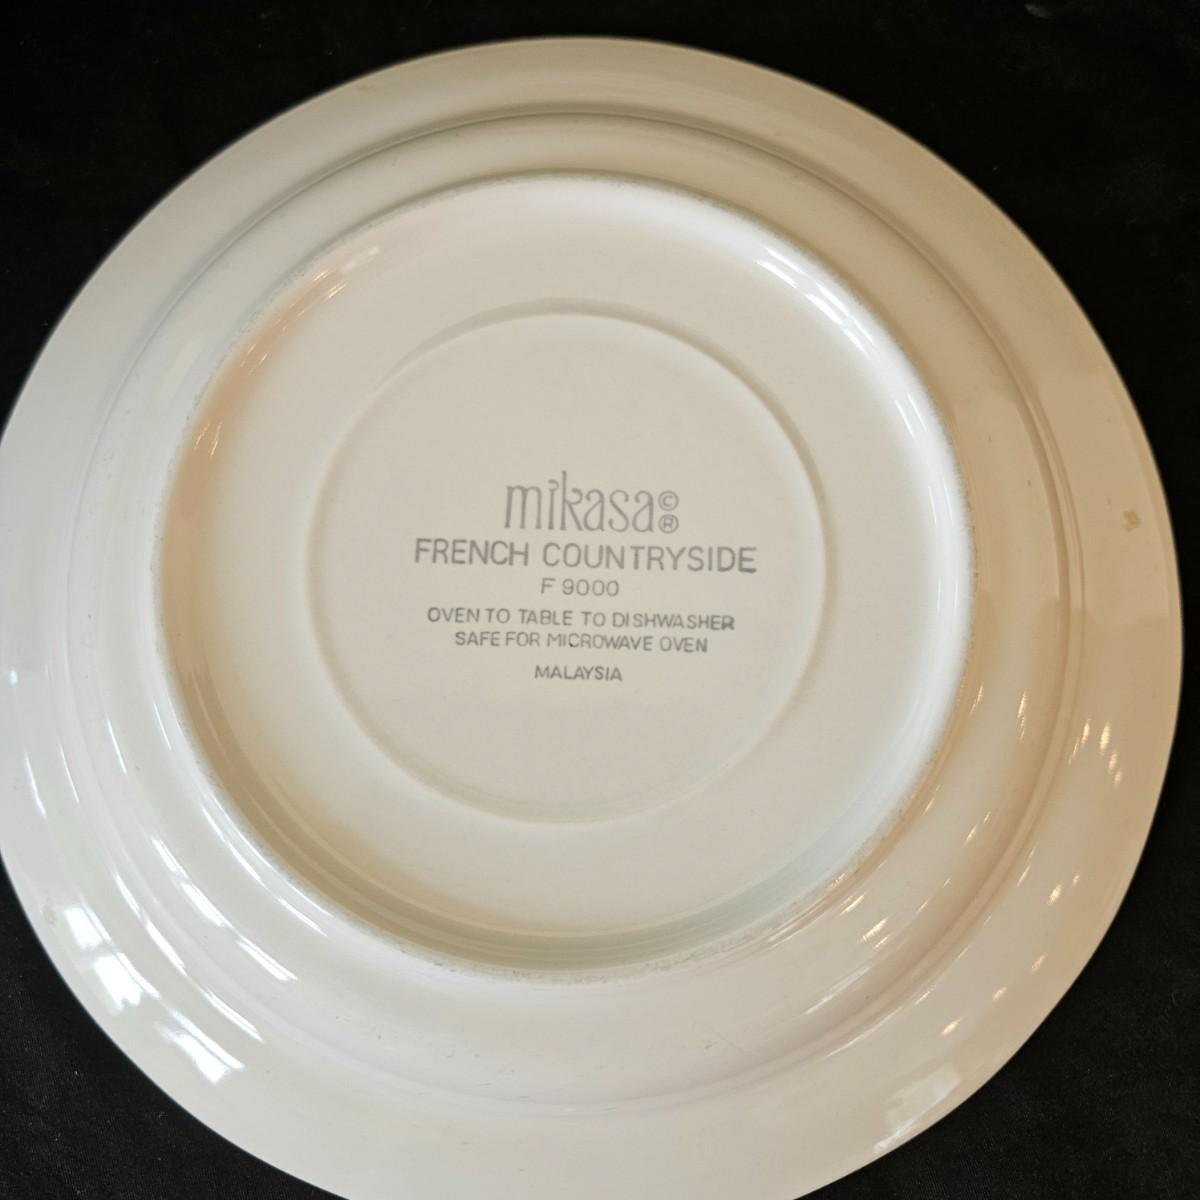 mikasa©®
FRENCH COUNTRYSIDE
F 9000
OVEN TO TABLE TO DISHWASHER
SAFE FOR MICROWAVE OVEN
MALAYSIA